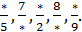 */5, 7/*, */2, 8/*, */9.